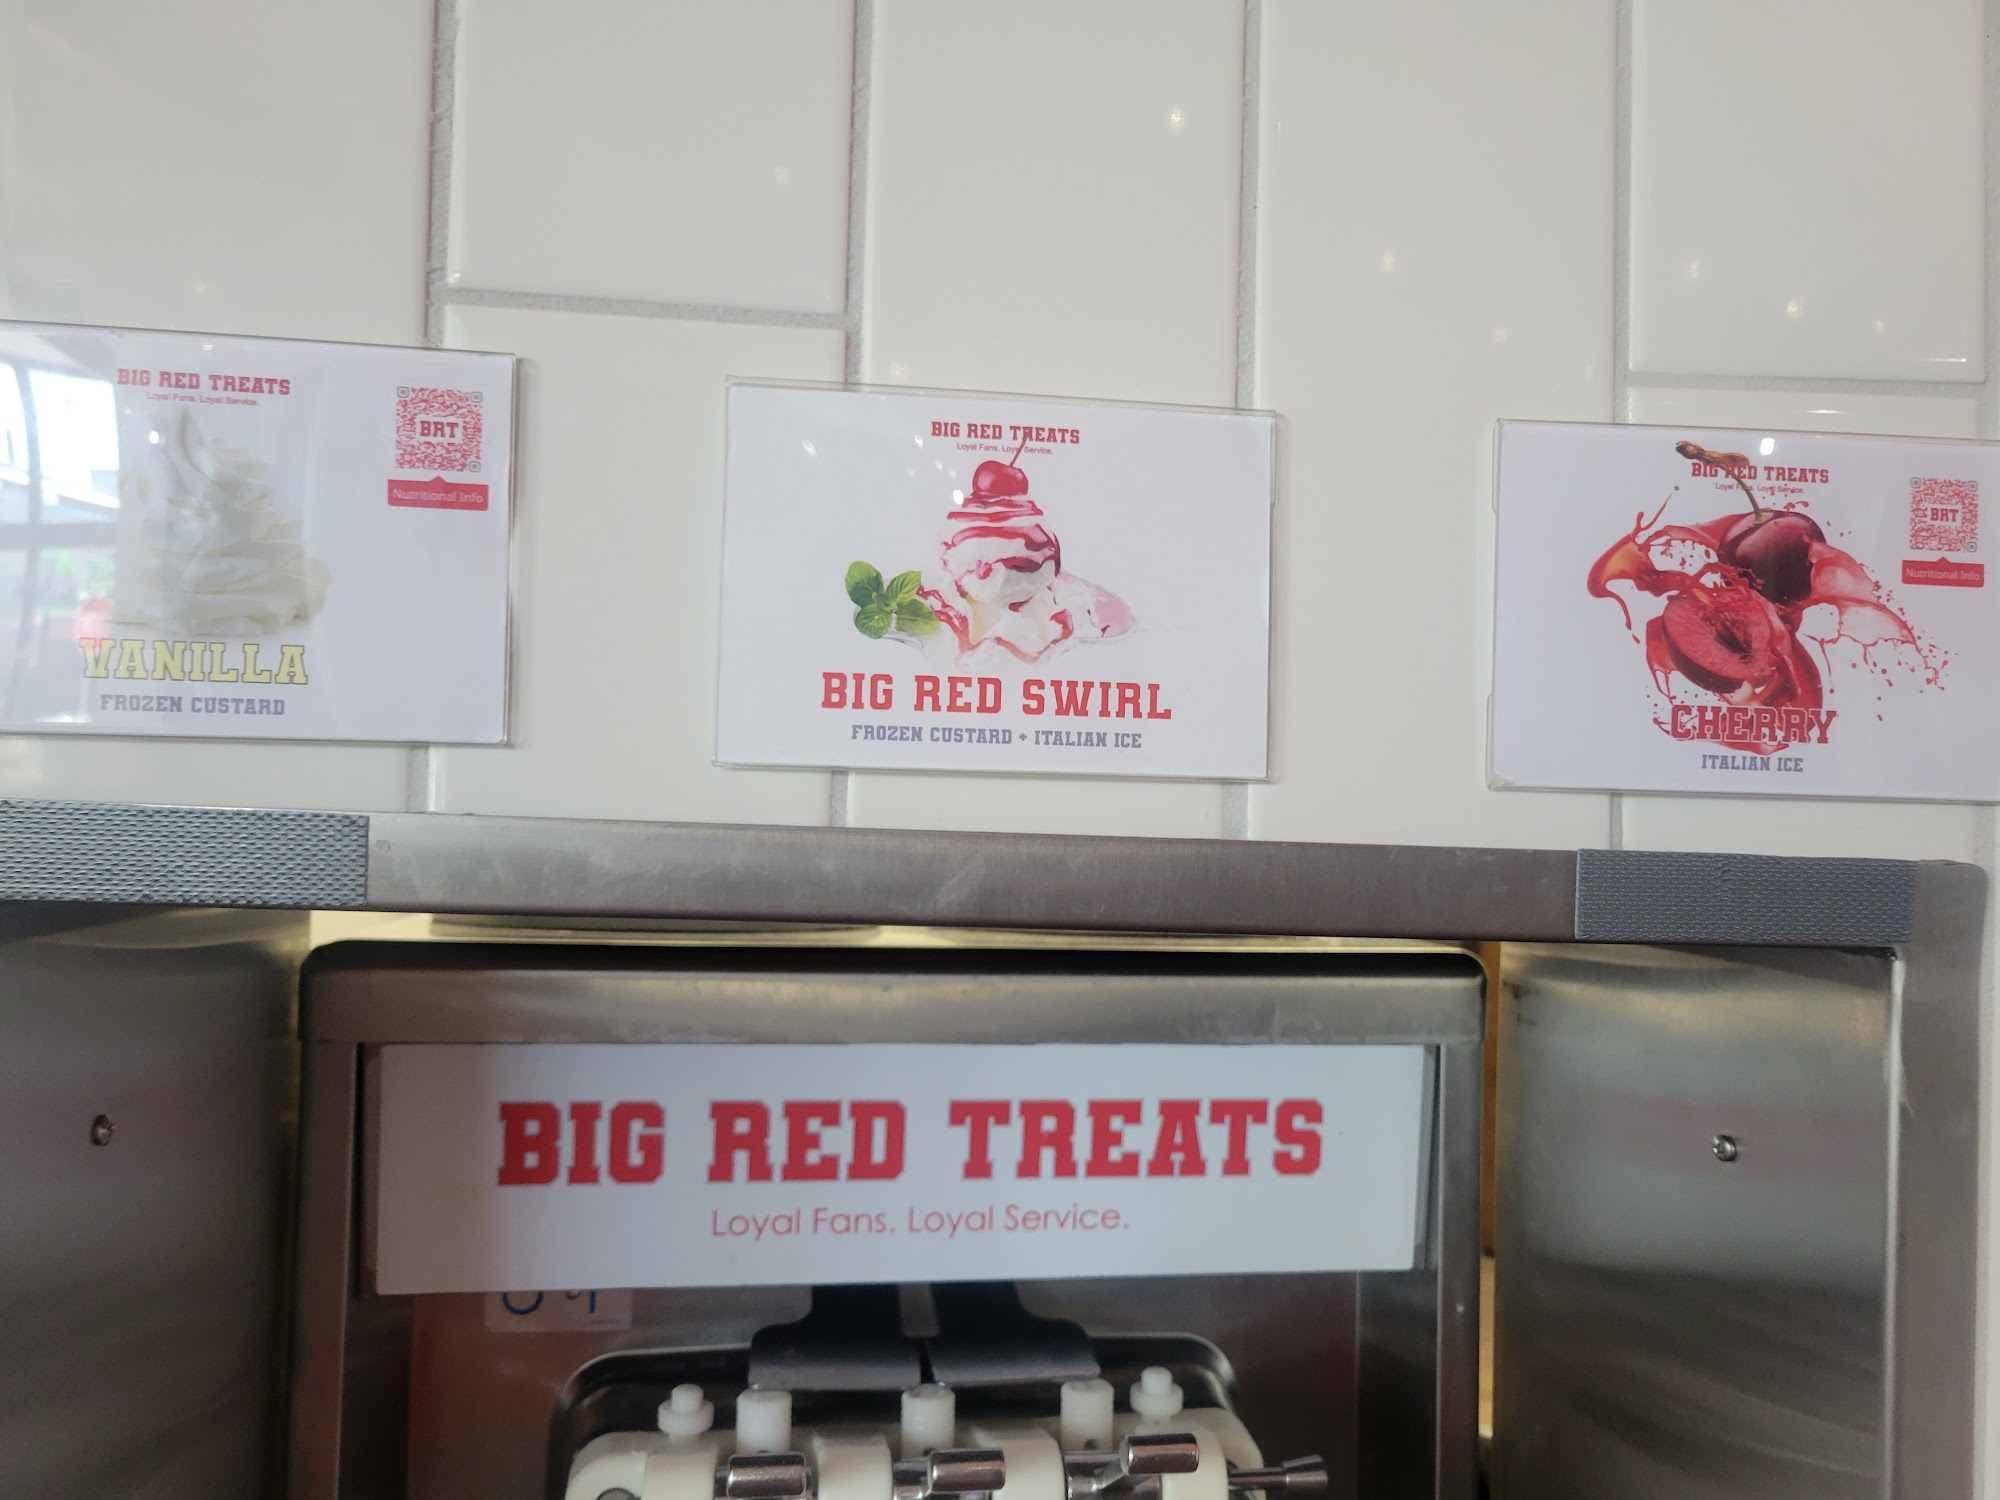 BIG RED TREATS
Loyal Fans. Loyal Service.
BRT
Nutritional Info
VANILLA
FROZEN CUSTARD
BIG RED TREATS
Loyal Fans. Loyal Service.
BIG RED SWIRL
FROZEN CUSTARD + ITALIAN ICE
BIG RED TREATS
Loyal Fans. Loyal Service.
BRT
Nutritional Info
CHERRY
ITALIAN ICE
BIG RED TREATS
Loyal Fans. Loyal Service.